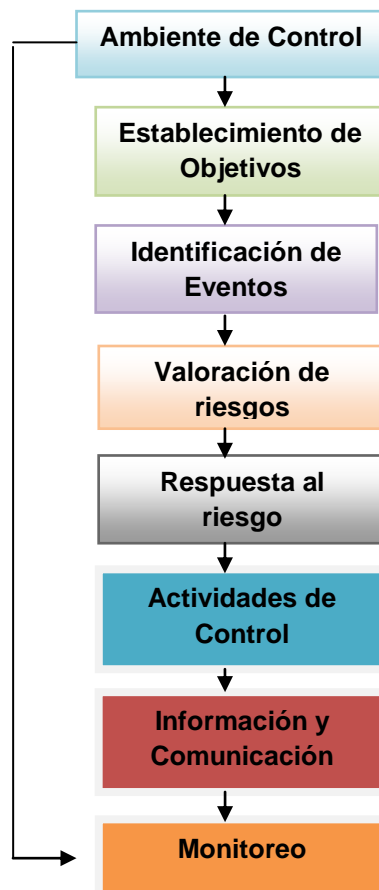 Ambiente de Control
Establecimiento de
Objetivos
Identificación de
Eventos
Valoración de
riesgos
Respuesta al
riesgo
Actividades de
Control
Información y
Comunicación
Monitoreo